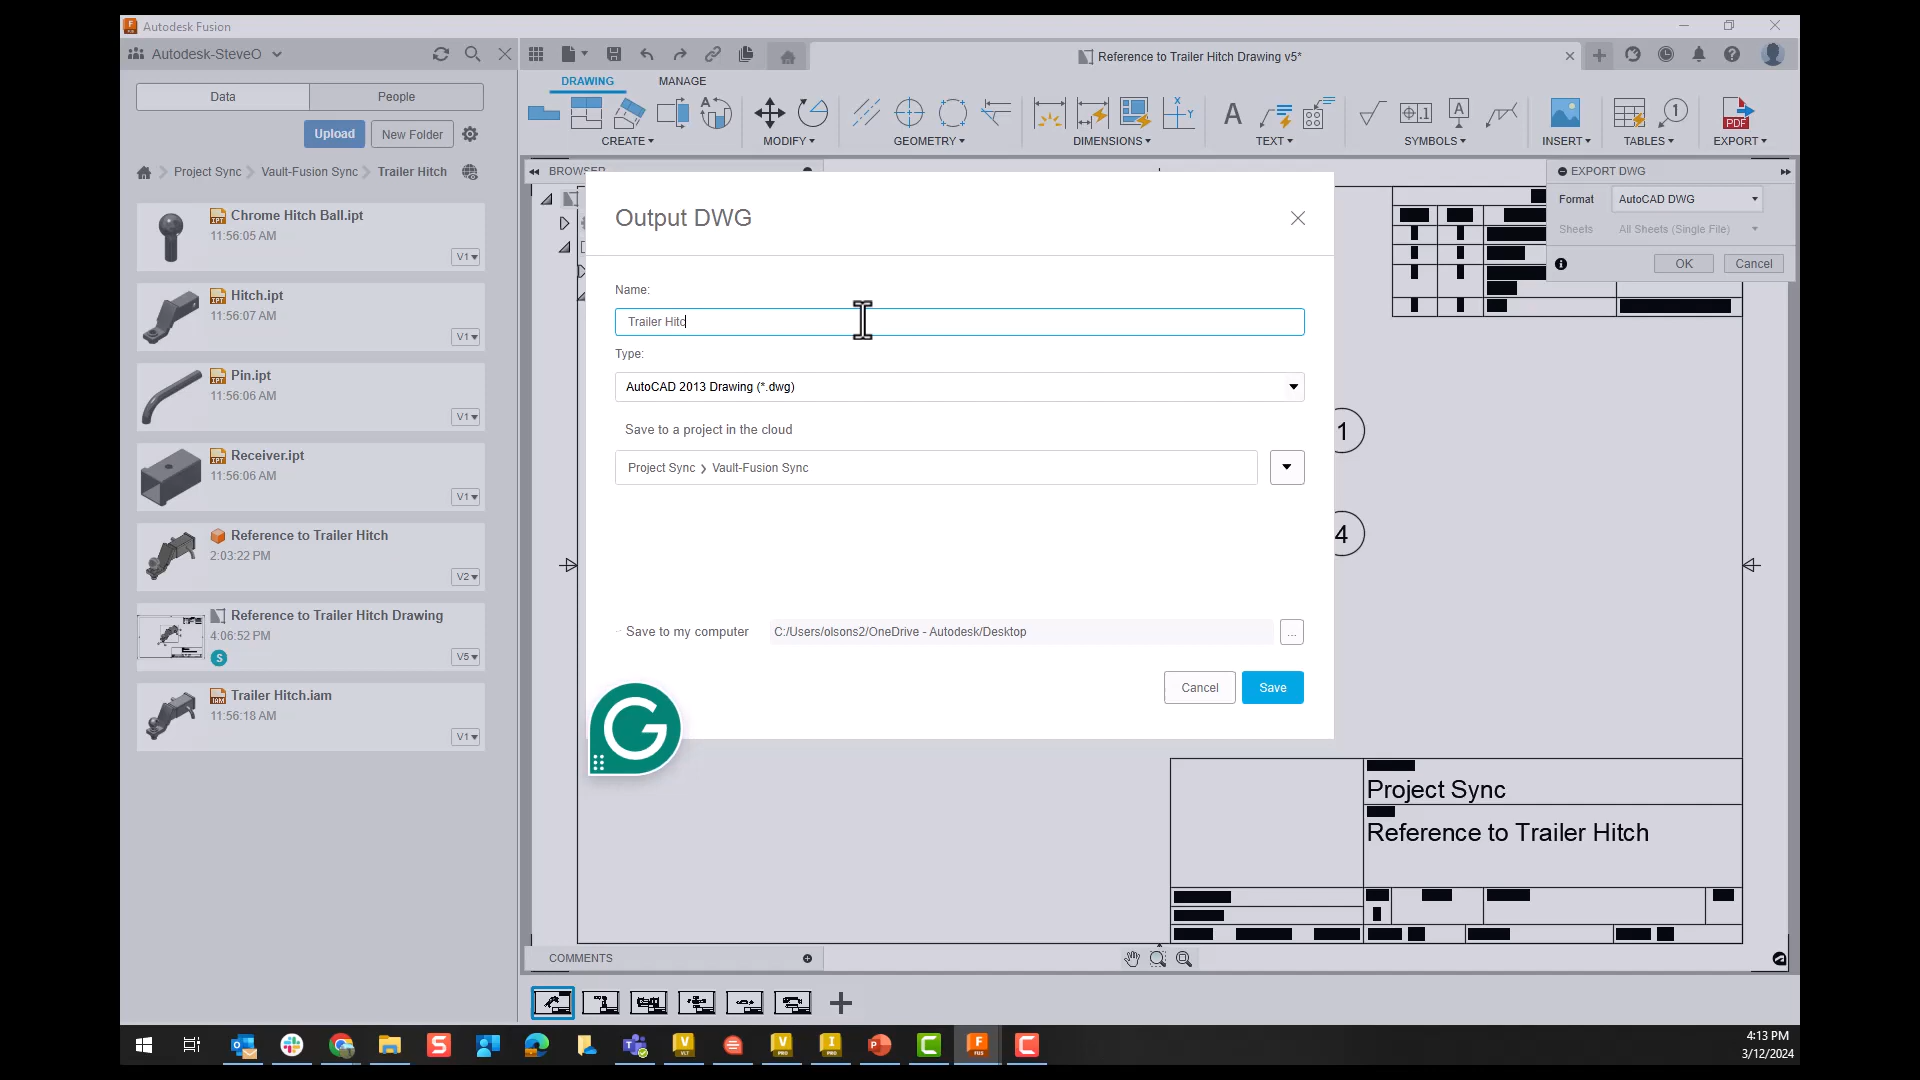 Autodesk Fusion
Autodesk-SteveO
Data People
Upload New Folder
Project Sync Vault-Fusion Sync Trailer Hitch
Chrome Hitch Ball.ipt
11:56:05 AM
V1
Hitch.ipt
11:56:07 AM
V1
Pin.ipt
11:56:06 AM
V1
Receiver.ipt
11:56:06 AM
V1
Reference to Trailer Hitch
2:03:22 PM
V2
Reference to Trailer Hitch Drawing
4:06:52 PM
S
V5
Trailer Hitch.iam
11:56:18 AM
V1
Reference to Trailer Hitch Drawing v5*
DRAWING MANAGE
CREATE MODIFY GEOMETRY DIMENSIONS TEXT SYMBOLS INSERT TABLES EXPORT
PDF
BROWSER
EXPORT DWG
Format AutoCAD DWG
Sheets All Sheets (Single File)
OK Cancel
Output DWG
Name:
Trailer Hitc
Type:
AutoCAD 2013 Drawing (*.dwg)
Save to a project in the cloud
Project Sync > Vault-Fusion Sync
Save to my computer C:/Users/olsons2/OneDrive - Autodesk/Desktop ...
Cancel Save
1
4
Project Sync
Reference to Trailer Hitch
COMMENTS
4:13 PM
3/12/2024